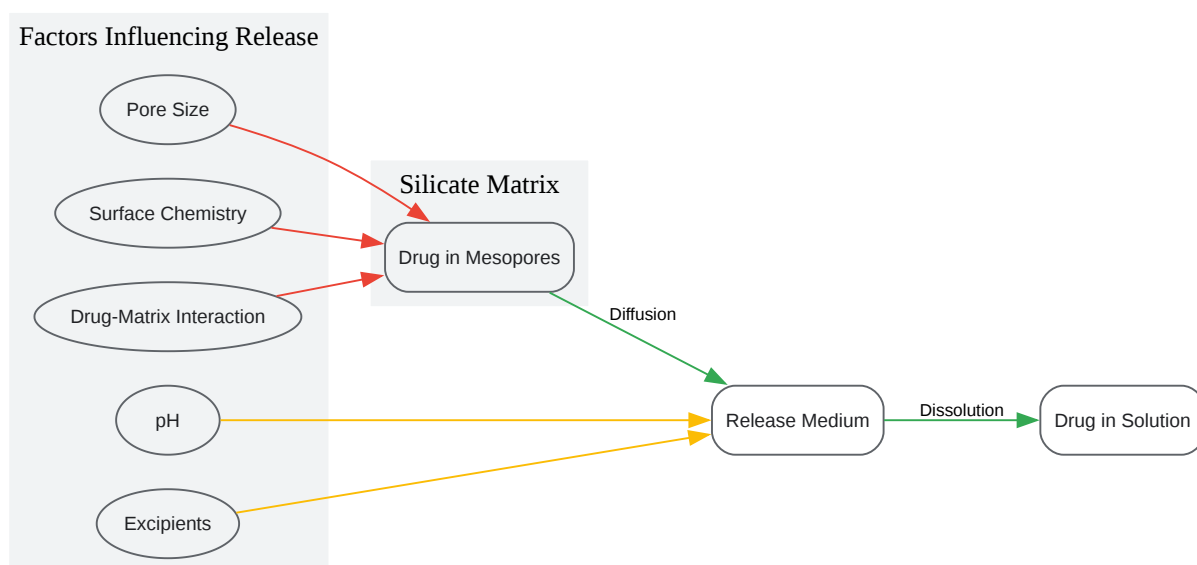 Factors Influencing Release
Pore Size
Surface Chemistry
Drug-Matrix Interaction
pH
Excipients
Silicate Matrix
Drug in Mesopores
Diffusion
Release Medium
Dissolution
Drug in Solution